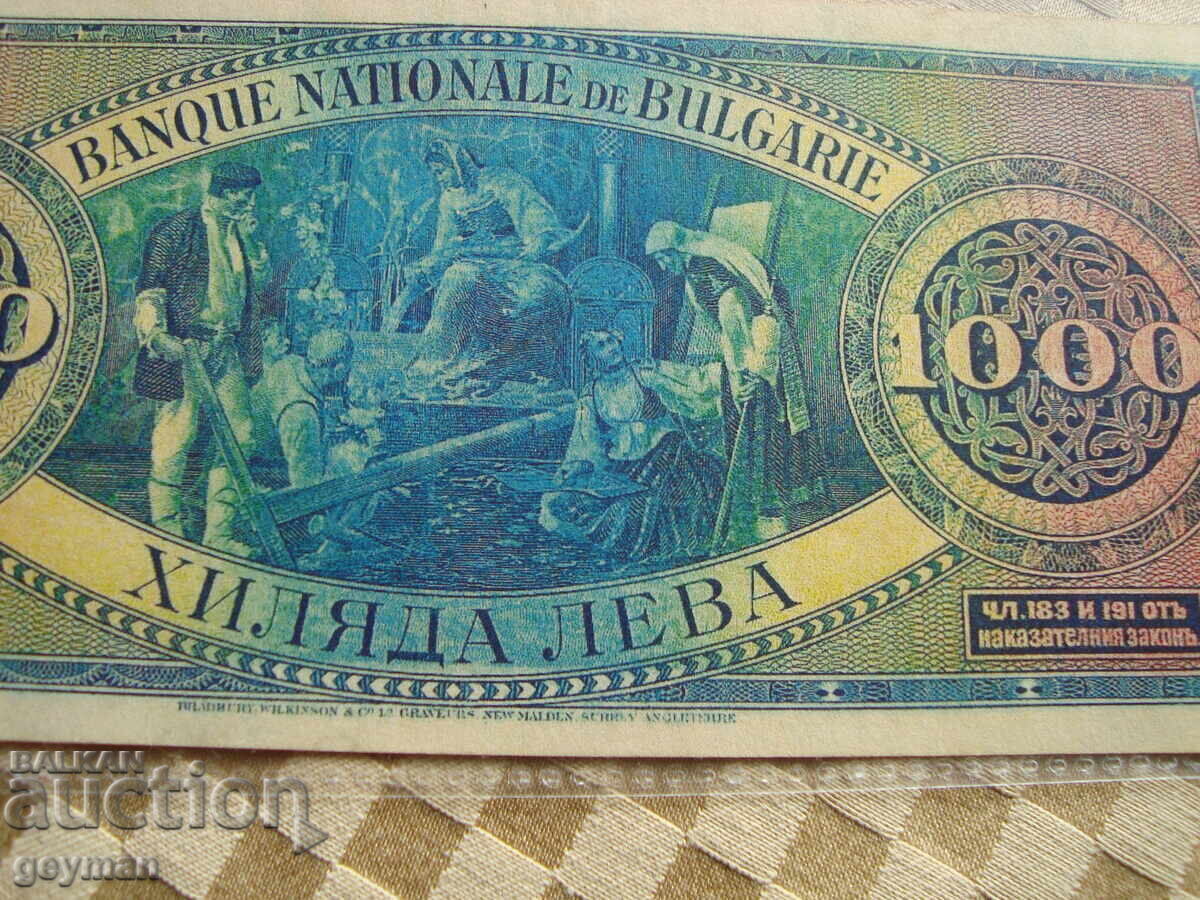 BANQUE NATIONALE DE BULGARIE
1000
ХИЛЯДА ЛЕВА
ЧЛ. 183 И 191 ОТЪ
НАКАЗАТЕЛНИЯ ЗАКОНЪ
BRADBURY, WILKINSON & Cº Lᵈ GRAVEURS, NEW MALDEN, SURREY ANGLETERRE
BALKAN
auction
geyman